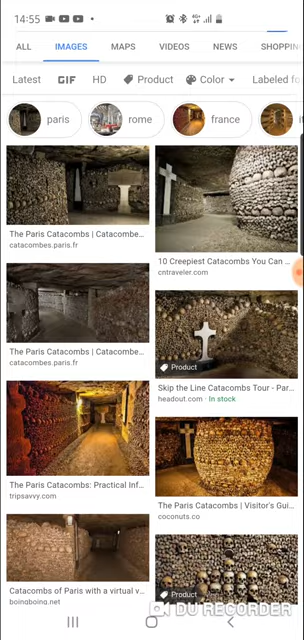 14:55
ALL IMAGES MAPS VIDEOS NEWS SHOPPIN
Latest GIF HD Product Color Labeled fo
paris rome france it
The Paris Catacombs | Catacombe...
catacombes.paris.fr
10 Creepiest Catacombs You Can ...
cntraveler.com
The Paris Catacombs | Catacombe...
catacombes.paris.fr
Product
Skip the Line Catacombs Tour - Par...
headout.com · In stock
The Paris Catacombs: Practical Inf...
tripsavvy.com
The Paris Catacombs | Visitor's Gui...
coconuts.co
Catacombs of Paris with a virtual v...
boingboing.net
Product
DU RECORDER